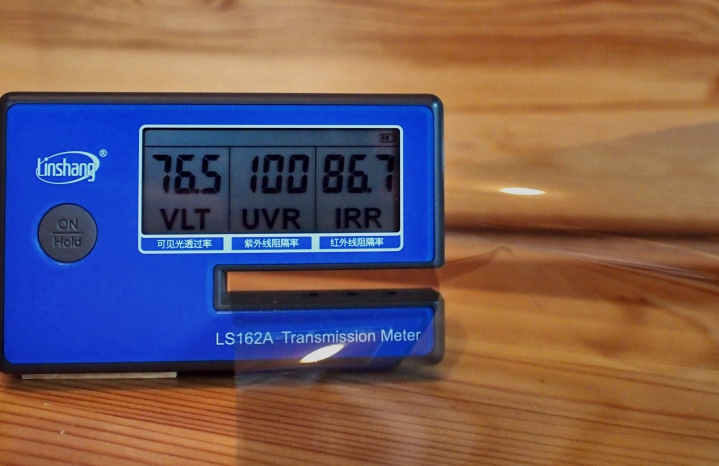 Linshang®
ON
Hold
76.5 100 86.7
VLT UVR IRR
可见光透过率 紫外线阻隔率 红外线阻隔率
LS162A Transmission Meter